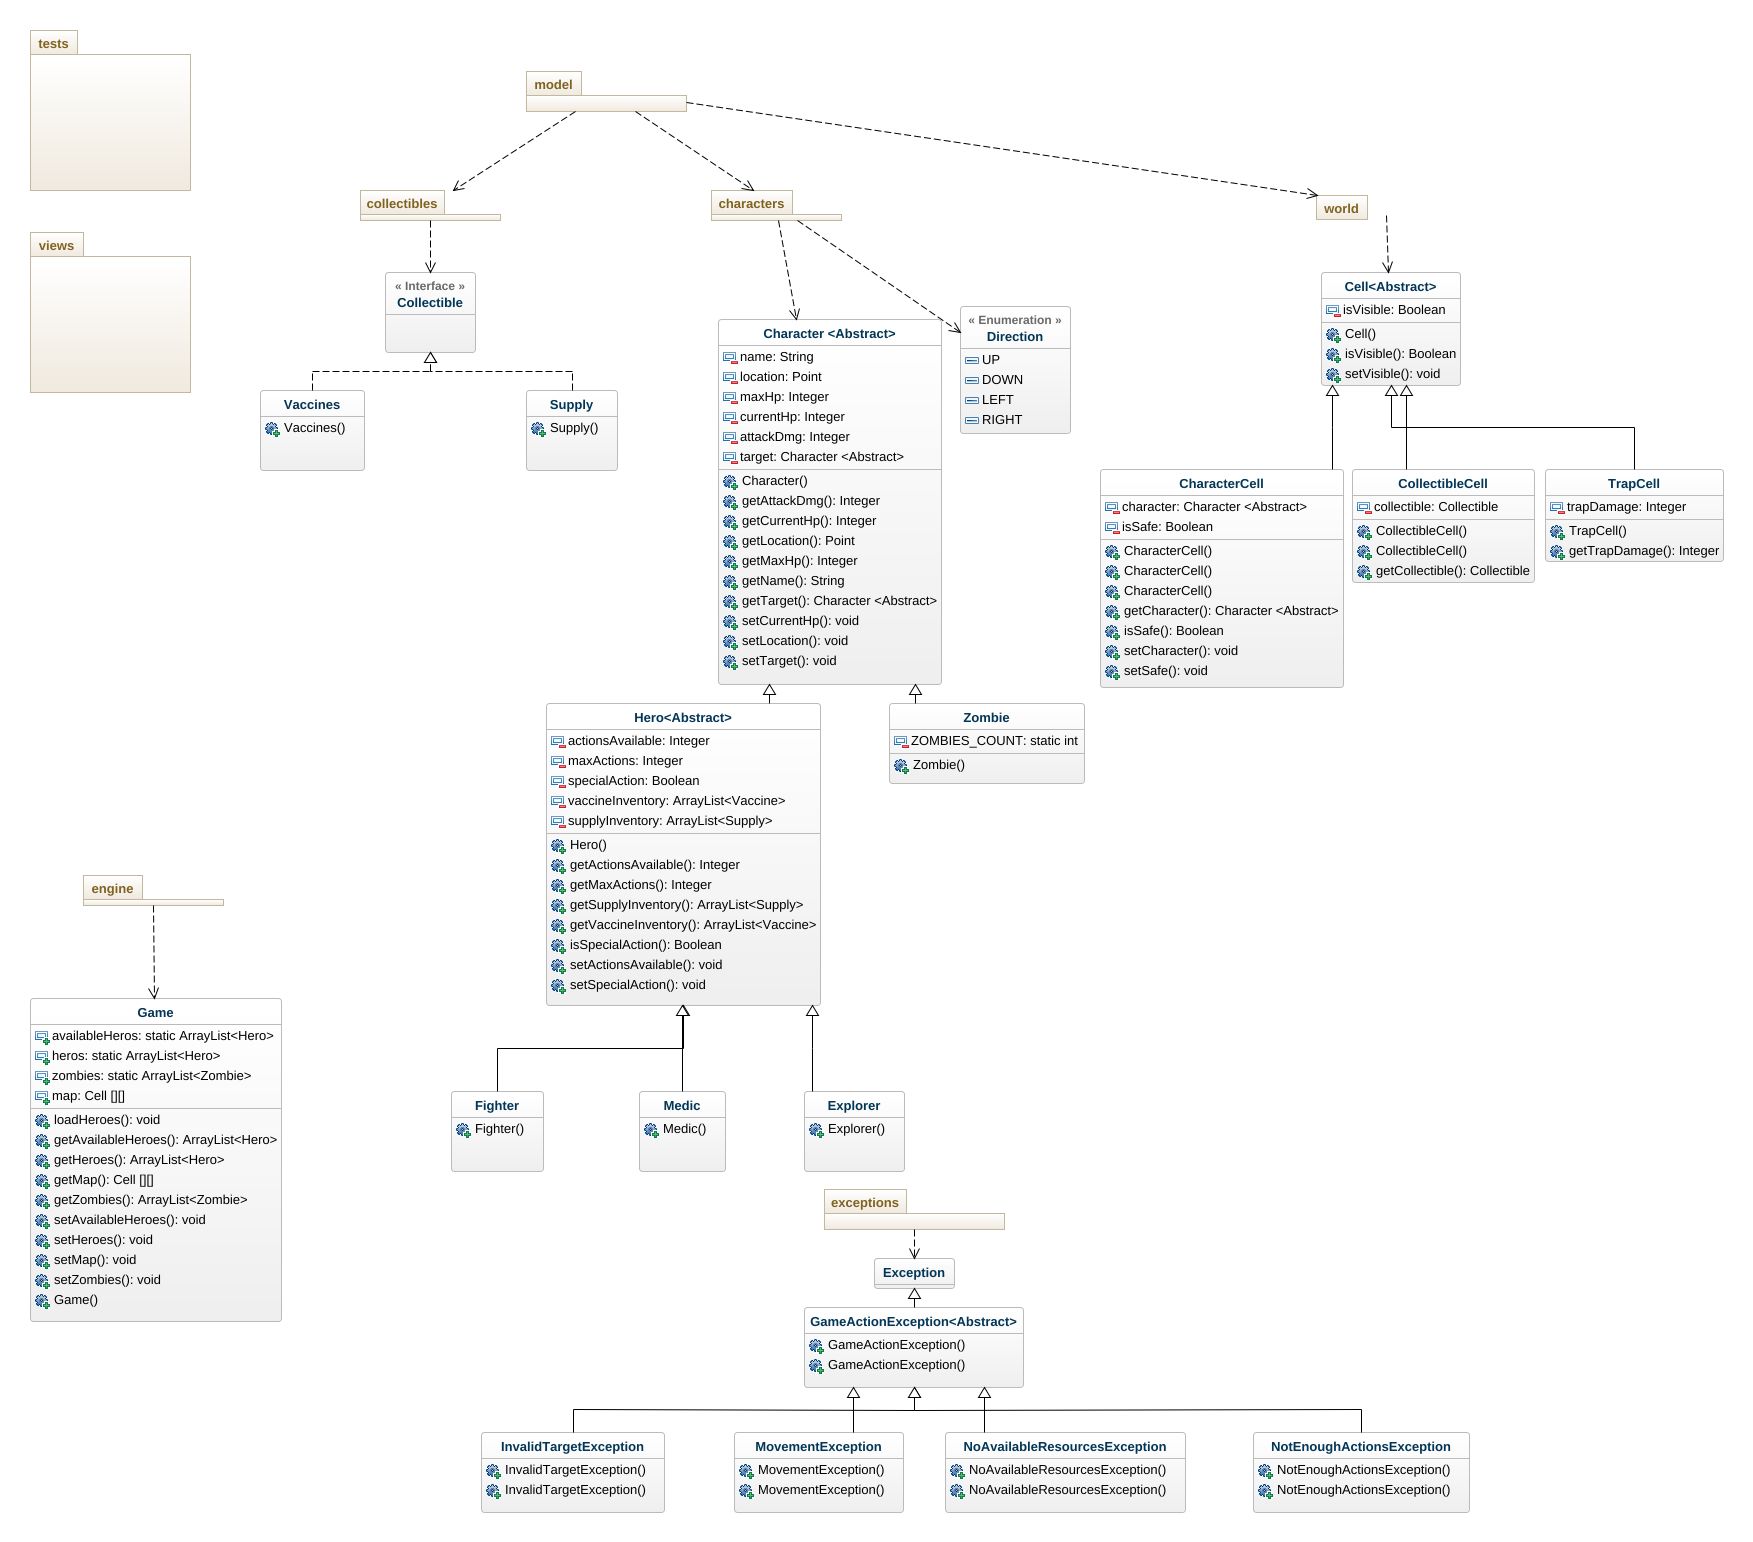 tests
views
model
collectibles
characters
world
« Interface »
Collectible
Vaccines
Vaccines()
Supply
Supply()
Character <Abstract>
name: String
location: Point
maxHp: Integer
currentHp: Integer
attackDmg: Integer
target: Character <Abstract>
Character()
getAttackDmg(): Integer
getCurrentHp(): Integer
getLocation(): Point
getMaxHp(): Integer
getName(): String
getTarget(): Character <Abstract>
setCurrentHp(): void
setLocation(): void
setTarget(): void
« Enumeration »
Direction
UP
DOWN
LEFT
RIGHT
Cell<Abstract>
isVisible: Boolean
Cell()
isVisible(): Boolean
setVisible(): void
CharacterCell
character: Character <Abstract>
isSafe: Boolean
CharacterCell()
CharacterCell()
CharacterCell()
getCharacter(): Character <Abstract>
isSafe(): Boolean
setCharacter(): void
setSafe(): void
CollectibleCell
collectible: Collectible
CollectibleCell()
CollectibleCell()
getCollectible(): Collectible
TrapCell
trapDamage: Integer
TrapCell()
getTrapDamage(): Integer
Hero<Abstract>
actionsAvailable: Integer
maxActions: Integer
specialAction: Boolean
vaccineInventory: ArrayList<Vaccine>
supplyInventory: ArrayList<Supply>
Hero()
getActionsAvailable(): Integer
getMaxActions(): Integer
getSupplyInventory(): ArrayList<Supply>
getVaccineInventory(): ArrayList<Vaccine>
isSpecialAction(): Boolean
setActionsAvailable(): void
setSpecialAction(): void
Zombie
ZOMBIES_COUNT: static int
Zombie()
engine
Game
availableHeros: static ArrayList<Hero>
heros: static ArrayList<Hero>
zombies: static ArrayList<Zombie>
map: Cell [][]
loadHeroes(): void
getAvailableHeroes(): ArrayList<Hero>
getHeroes(): ArrayList<Hero>
getMap(): Cell [][]
getZombies(): ArrayList<Zombie>
setAvailableHeroes(): void
setHeroes(): void
setMap(): void
setZombies(): void
Game()
Fighter
Fighter()
Medic
Medic()
Explorer
Explorer()
exceptions
Exception
GameActionException<Abstract>
GameActionException()
GameActionException()
InvalidTargetException
InvalidTargetException()
InvalidTargetException()
MovementException
MovementException()
MovementException()
NoAvailableResourcesException
NoAvailableResourcesException()
NoAvailableResourcesException()
NotEnoughActionsException
NotEnoughActionsException()
NotEnoughActionsException()